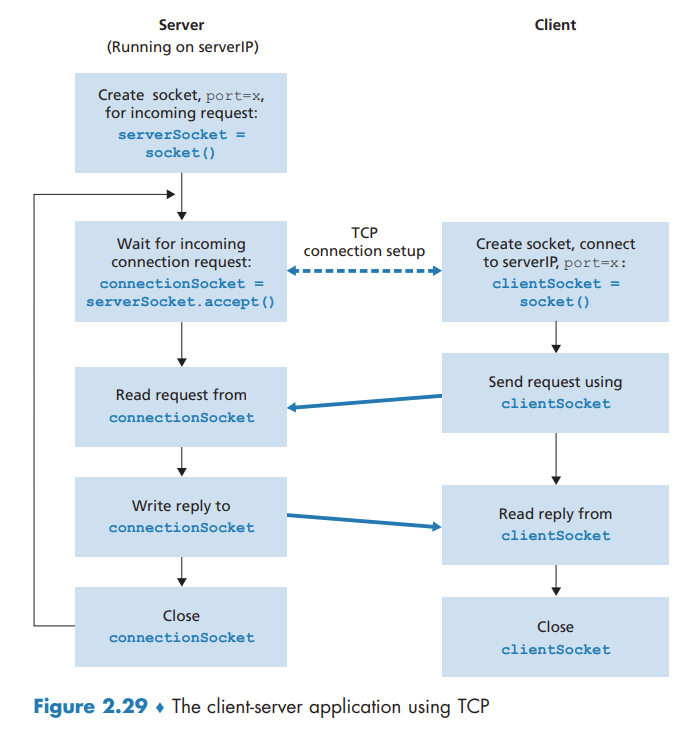 Server
(Running on serverIP)
Client
Create socket, port=x,
for incoming request:
serverSocket =
socket()
Wait for incoming
connection request:
connectionSocket =
serverSocket.accept()
TCP
connection setup
Create socket, connect
to serverIP, port=x:
clientSocket =
socket()
Read request from
connectionSocket
Send request using
clientSocket
Write reply to
connectionSocket
Read reply from
clientSocket
Close
connectionSocket
Close
clientSocket
Figure 2.29 ♦ The client-server application using TCP